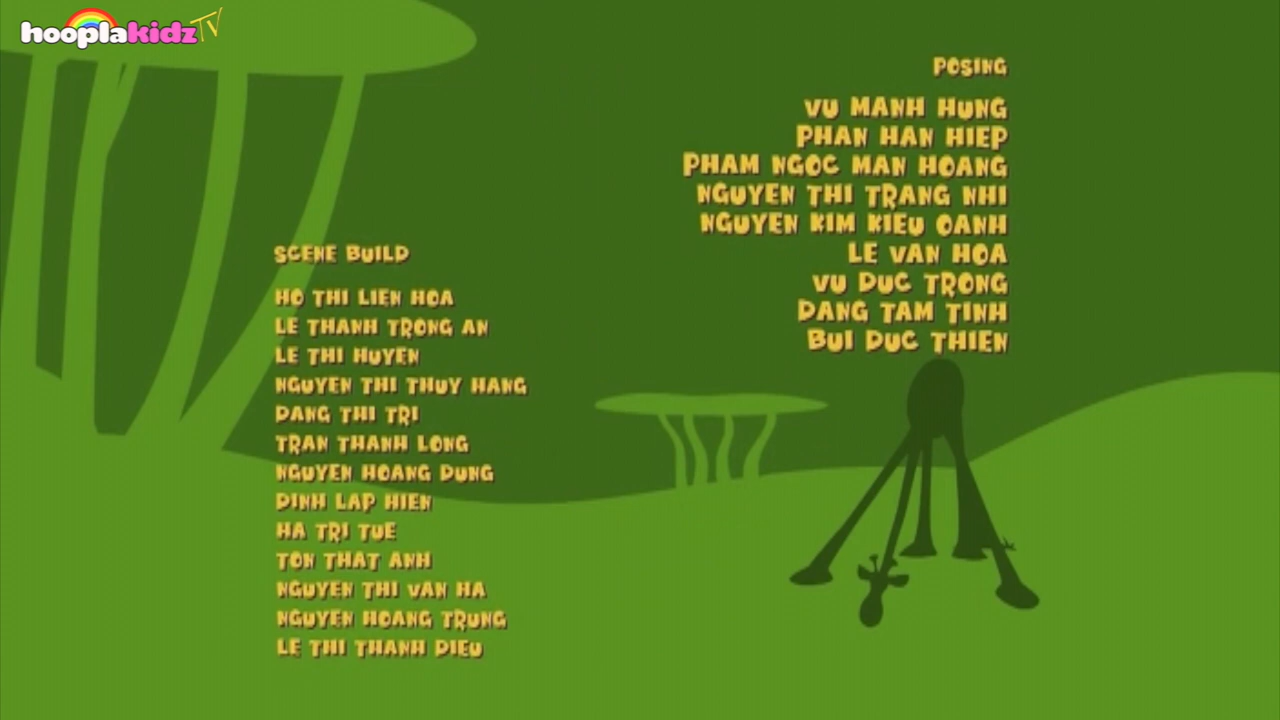 hooplakidz TV
POSING
VU MANH HUNG
PHAN HAN HIEP
PHAM NGOC MAN HOANG
NGUYEN THI TRANG NHI
NGUYEN KIM KIEU OANH
LE VAN HOA
VU DUC TRONG
DANG TAM TINH
BUI DUC THIEN
SCENE BUILD
HO THI LIEN HOA
LE THANH TRONG AN
LE THI HUYEN
NGUYEN THI THUY HANG
DANG THI TRI
TRAN THANH LONG
NGUYEN HOANG DUNG
DINH LAP HIEN
HA TRI TUE
TON THAT ANH
NGUYEN THI VAN HA
NGUYEN HOANG TRUNG
LE THI THANH DIEU